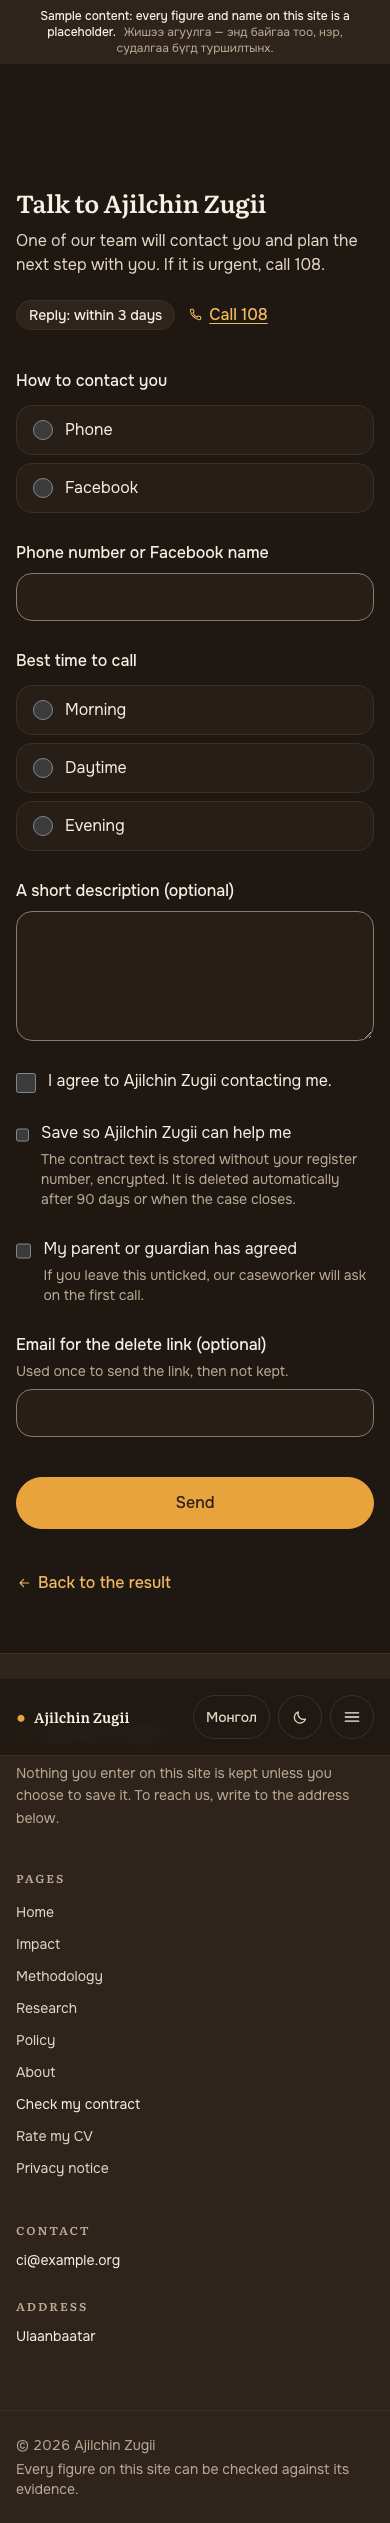 Sample content: every figure and name on this site is a
placeholder. Жишээ агуулга — энд байгаа тоо, нэр,
судалгаа бүгд туршилтынх.
Talk to Ajilchin Zugii
One of our team will contact you and plan the
next step with you. If it is urgent, call 108.
Reply: within 3 days
Call 108
How to contact you
Phone
Facebook
Phone number or Facebook name
Best time to call
Morning
Daytime
Evening
A short description (optional)
I agree to Ajilchin Zugii contacting me.
Save so Ajilchin Zugii can help me
The contract text is stored without your register
number, encrypted. It is deleted automatically
after 90 days or when the case closes.
My parent or guardian has agreed
If you leave this unticked, our caseworker will ask
on the first call.
Email for the delete link (optional)
Used once to send the link, then not kept.
Send
← Back to the result
Ajilchin Zugii
Монгол
Nothing you enter on this site is kept unless you
choose to save it. To reach us, write to the address
below.
PAGES
Home
Impact
Methodology
Research
Policy
About
Check my contract
Rate my CV
Privacy notice
CONTACT
ci@example.org
ADDRESS
Ulaanbaatar
© 2026 Ajilchin Zugii
Every figure on this site can be checked against its
evidence.